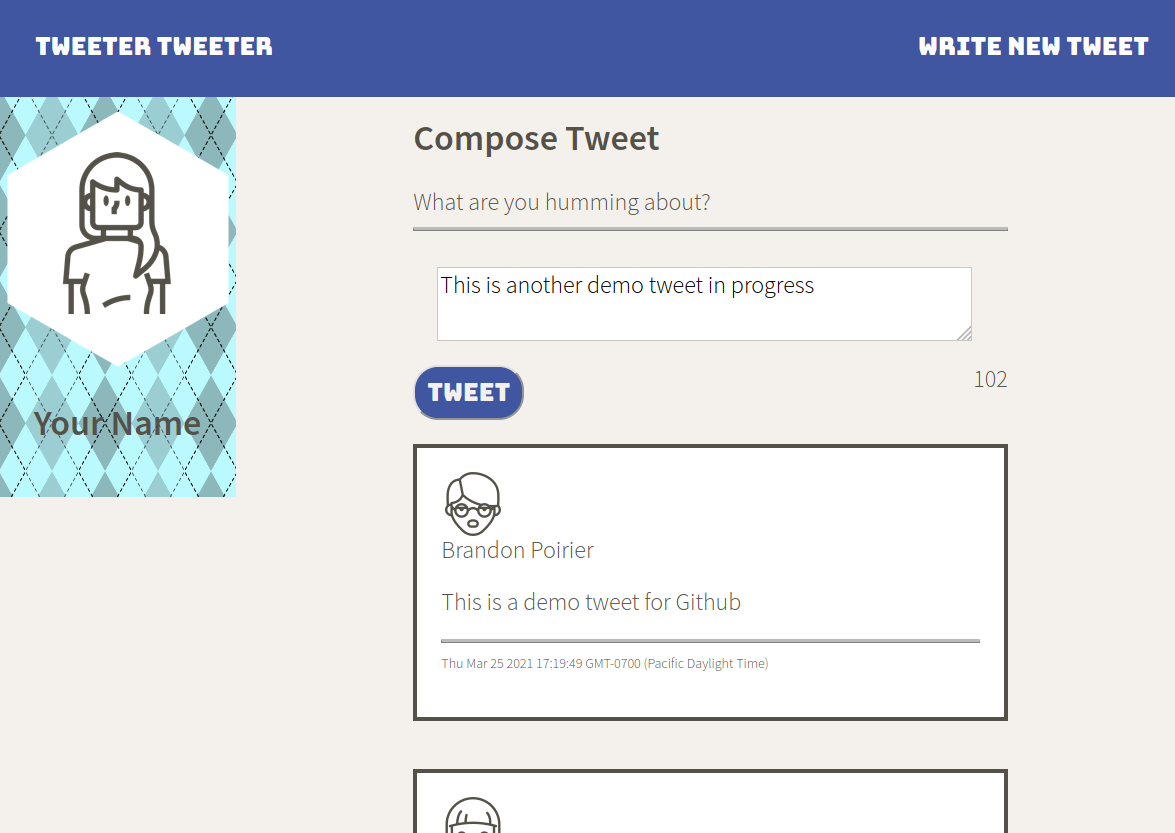 TWEETER TWEETER
WRITE NEW TWEET
Your Name
Compose Tweet
What are you humming about?
This is another demo tweet in progress
TWEET
102
Brandon Poirier
This is a demo tweet for Github
Thu Mar 25 2021 17:19:49 GMT-0700 (Pacific Daylight Time)